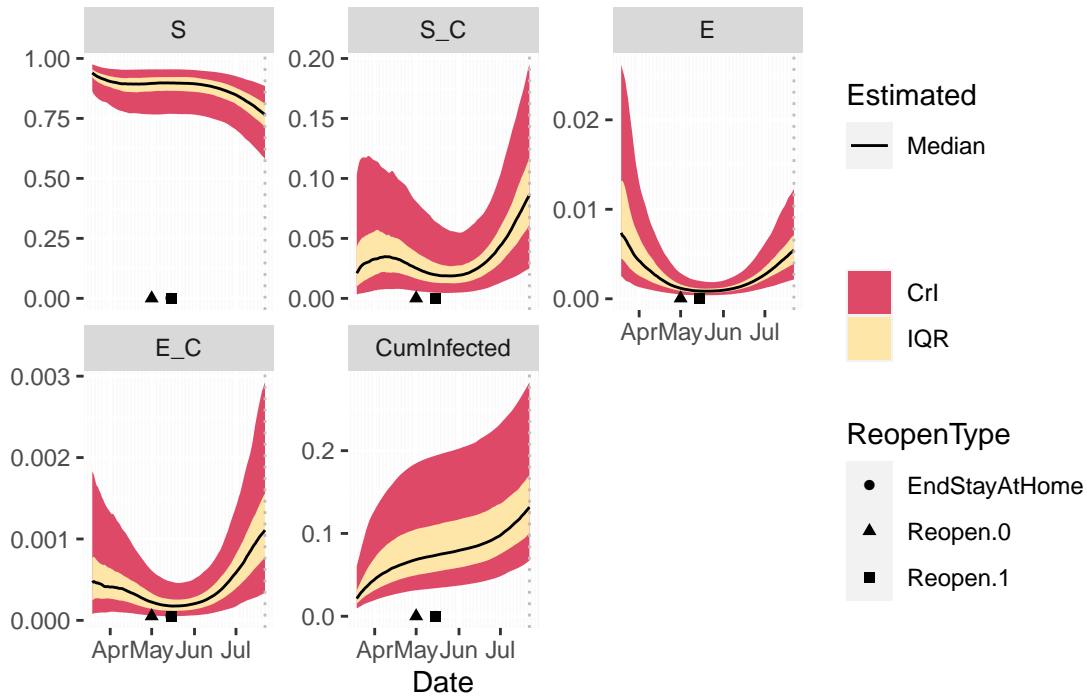 S
S_C
E
1.00
0.75
0.50
0.25
0.00
0.20
0.15
0.10
0.05
0.00
0.02
0.01
0.00
Apr May Jun Jul
E_C
CumInfected
0.003
0.002
0.001
0.000
Apr May Jun Jul
0.2
0.1
0.0
Apr May Jun Jul
Date
Estimated
Median
CrI
IQR
ReopenType
EndStayAtHome
Reopen.0
Reopen.1